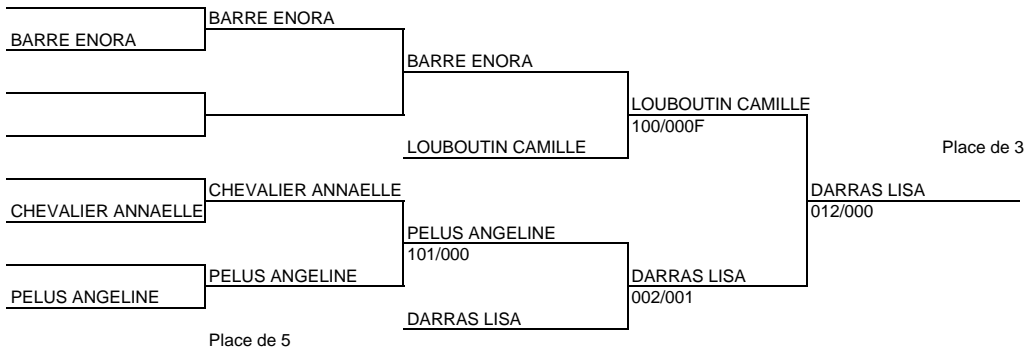 BARRE ENORA
BARRE ENORA
BARRE ENORA
LOUBOUTIN CAMILLE
100/000F
LOUBOUTIN CAMILLE
Place de 3
CHEVALIER ANNAELLE
DARRAS LISA
CHEVALIER ANNAELLE
012/000
PELUS ANGELINE
101/000
PELUS ANGELINE
DARRAS LISA
PELUS ANGELINE
002/001
DARRAS LISA
Place de 5